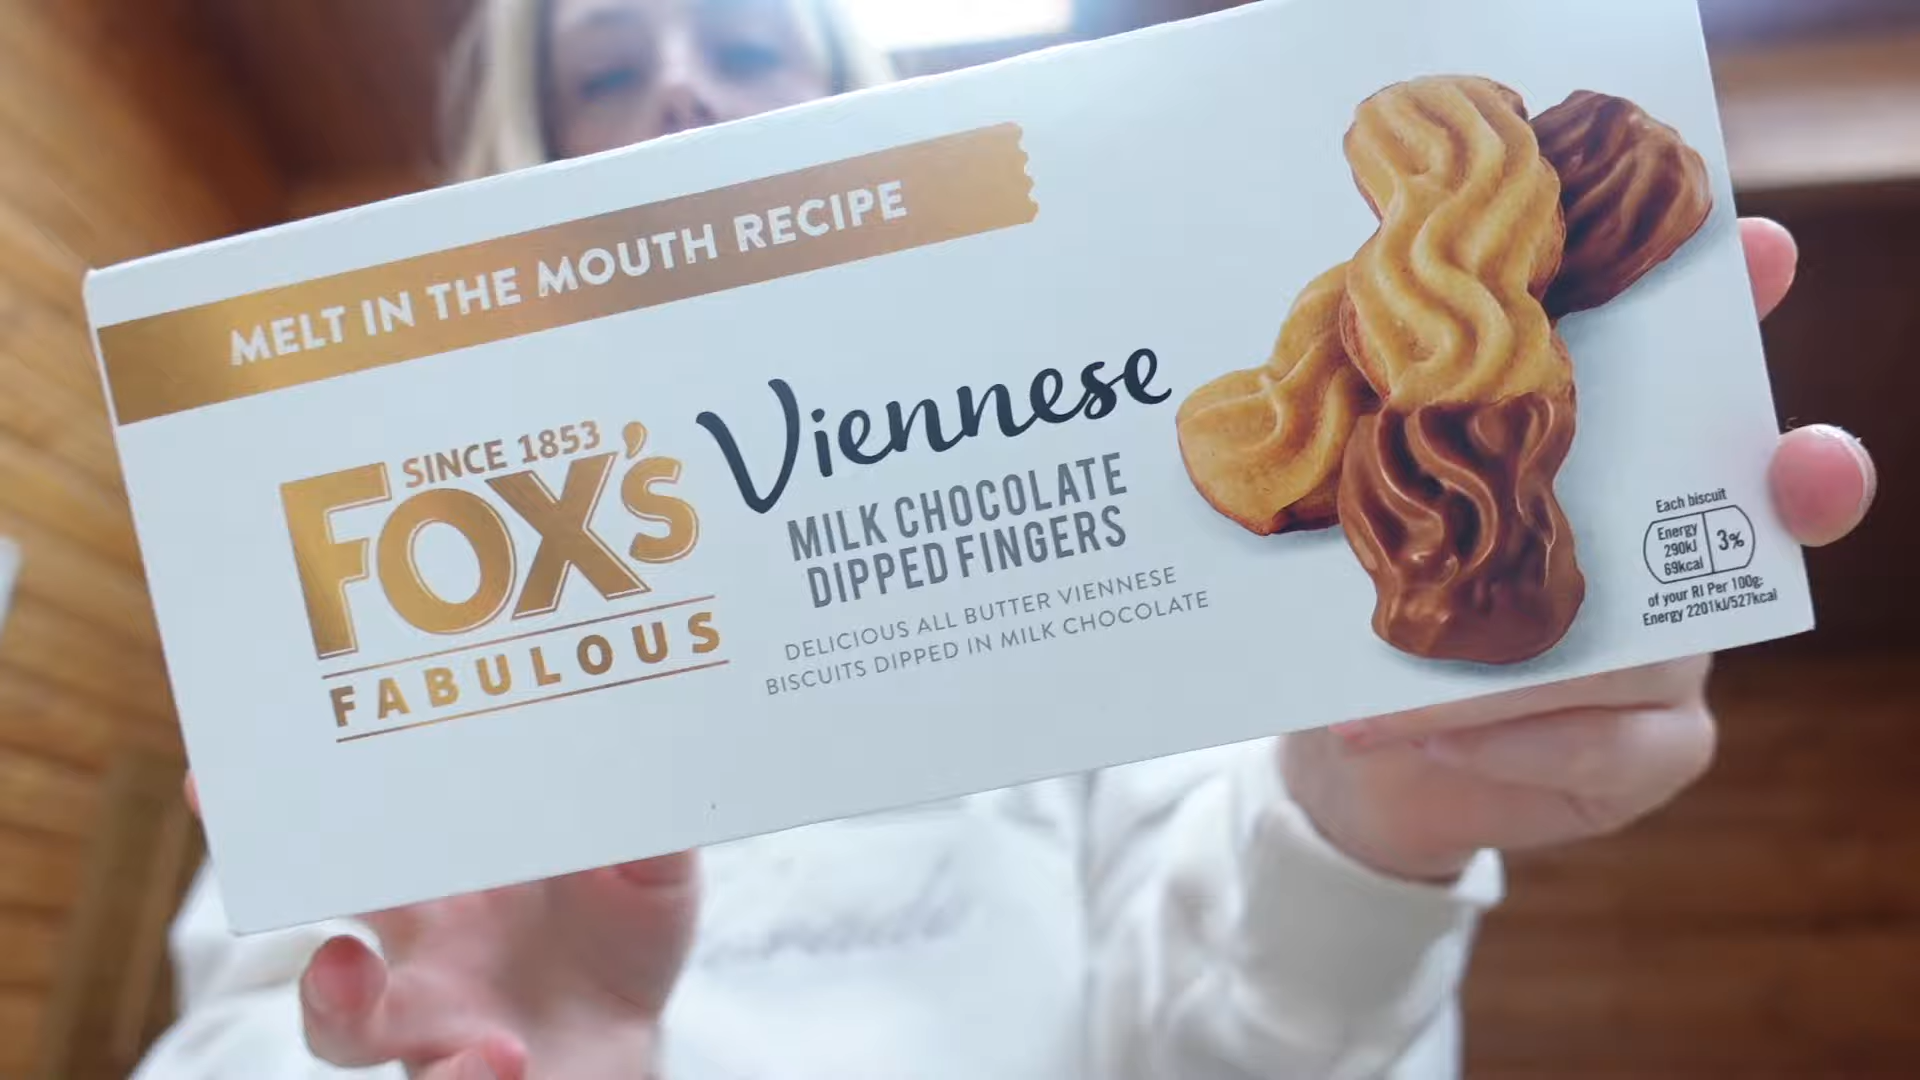 MELT IN THE MOUTH RECIPE
SINCE 1853
FOX'S
FABULOUS
Viennese
MILK CHOCOLATE
DIPPED FINGERS
DELICIOUS ALL BUTTER VIENNESE
BISCUITS DIPPED IN MILK CHOCOLATE
Each biscuit
Energy
290kJ
69kcal
3%
of your RI Per 100g:
Energy 2201kJ/527kcal